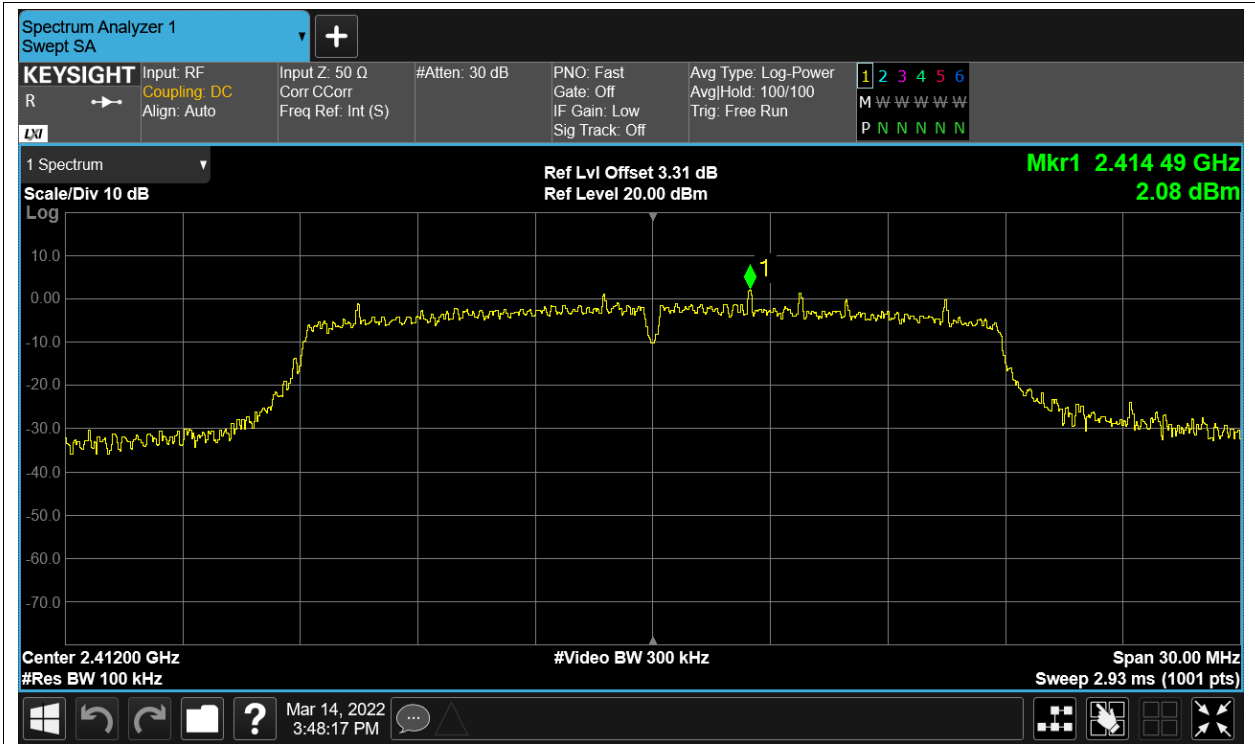 Spectrum Analyzer 1
Swept SA
KEYSIGHT
R
LXI
Input: RF
Coupling: DC
Align: Auto
Input Z: 50 Ω
Corr CCorr
Freq Ref: Int (S)
#Atten: 30 dB
PNO: Fast
Gate: Off
IF Gain: Low
Sig Track: Off
Avg Type: Log-Power
Avg|Hold: 100/100
Trig: Free Run
1 2 3 4 5 6
M W W W W W
P N N N N N
1 Spectrum
Scale/Div 10 dB
Log
Ref Lvl Offset 3.31 dB
Ref Level 20.00 dBm
Mkr1 2.414 49 GHz
2.08 dBm
1
10.0
0.00
-10.0
-20.0
-30.0
-40.0
-50.0
-60.0
-70.0
Center 2.41200 GHz
#Res BW 100 kHz
#Video BW 300 kHz
Span 30.00 MHz
Sweep 2.93 ms (1001 pts)
?
Mar 14, 2022
3:48:17 PM